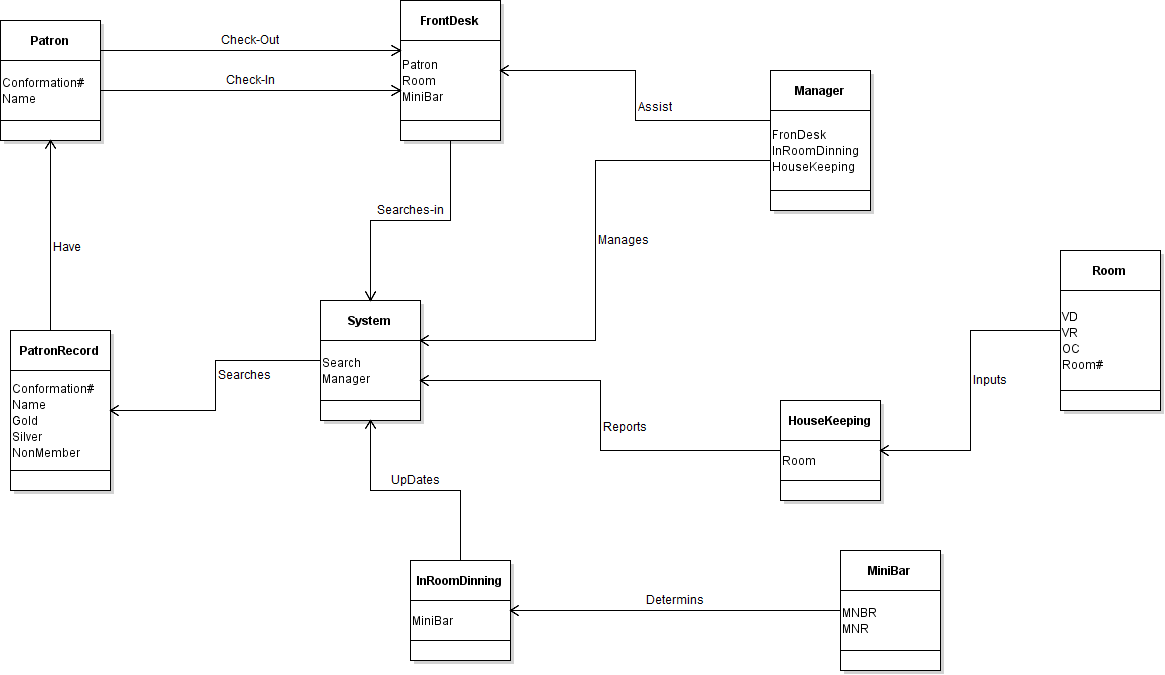 FrontDesk
Patron
Room
MiniBar
Patron
Conformation#
Name
Check-Out
Check-In
Manager
FronDesk
InRoomDinning
HouseKeeping
Assist
Searches-in
Manages
Have
Room
VD
VR
OC
Room#
System
Search
Manager
PatronRecord
Conformation#
Name
Gold
Silver
NonMember
Searches
Inputs
HouseKeeping
Room
Reports
UpDates
InRoomDinning
MiniBar
Determins
MiniBar
MNBR
MNR